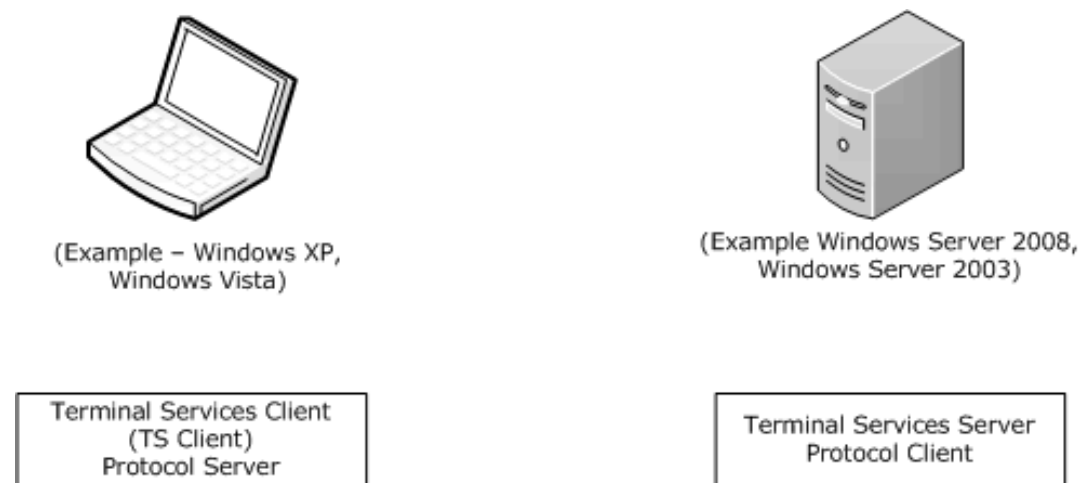 (Example – Windows XP,
Windows Vista)
(Example Windows Server 2008,
Windows Server 2003)
Terminal Services Client
(TS Client)
Protocol Server
Terminal Services Server
Protocol Client